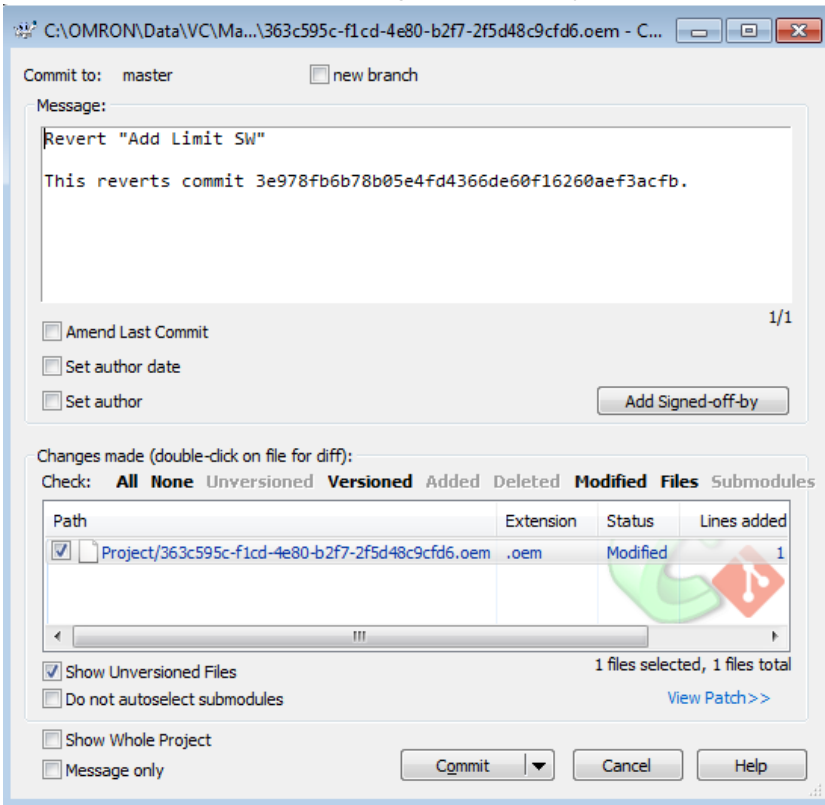 C:\OMRON\Data\VC\Ma...\363c595c-f1cd-4e80-b2f7-2f5d48c9cfd6.oem - C...
Commit to: master new branch
Message:
Revert "Add Limit SW"
This reverts commit 3e978fb6b78b05e4fd4366de60f16260aef3acfb.
1/1
Amend Last Commit
Set author date
Set author Add Signed-off-by
Changes made (double-click on file for diff):
Check: All None Unversioned Versioned Added Deleted Modified Files Submodules
Path Extension Status Lines added
Project/363c595c-f1cd-4e80-b2f7-2f5d48c9cfd6.oem .oem Modified 1
Show Unversioned Files 1 files selected, 1 files total
Do not autoselect submodules View Patch>>
Show Whole Project
Message only Commit Cancel Help